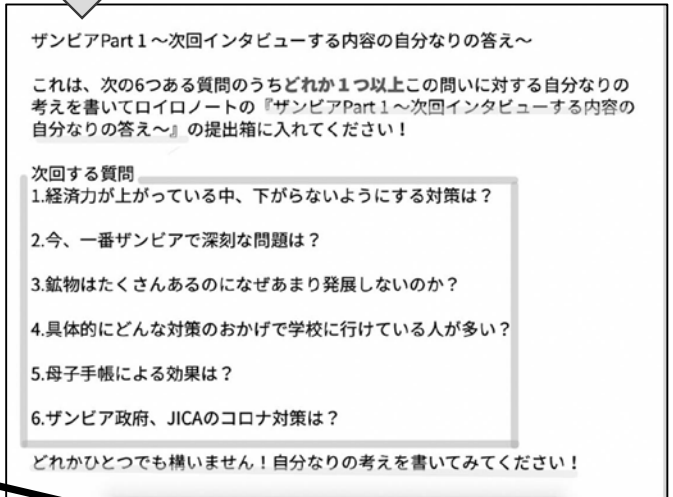 ザンビアPart 1～次回インタビューする内容の自分なりの答え～
これは、次の6つある質問のうちどれか１つ以上この問いに対する自分なりの
考えを書いてロイロノートの『ザンビアPart 1～次回インタビューする内容の
自分なりの答え～』の提出箱に入れてください！
次回する質問
1.経済力が上がっている中、下がらないようにする対策は？
2.今、一番ザンビアで深刻な問題は？
3.鉱物はたくさんあるのになぜあまり発展しないのか？
4.具体的にどんな対策のおかげで学校に行けている人が多い？
5.母子手帳による効果は？
6.ザンビア政府、JICAのコロナ対策は？
どれかひとつでも構いません！自分なりの考えを書いてみてください！